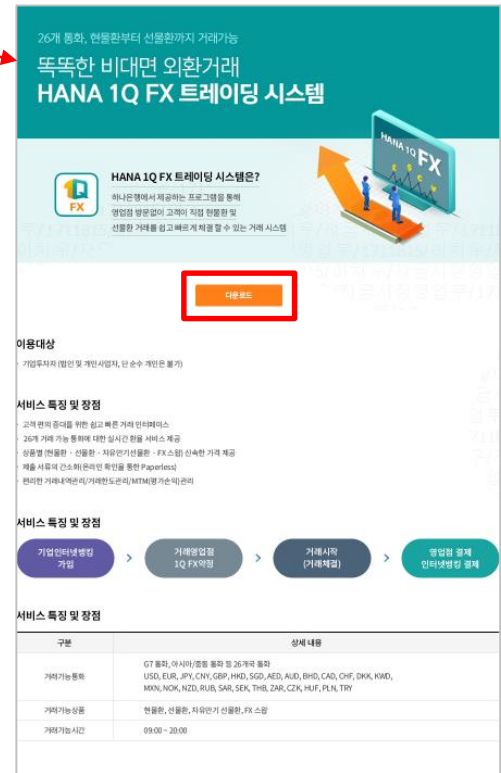 26개 통화, 현물환부터 선물환까지 거래가능
똑똑한 비대면 외환거래
HANA 1Q FX 트레이딩 시스템
HANA 1Q FX
1Q
FX
HANA 1Q FX 트레이딩 시스템은?
하나은행에서 제공하는 프로그램을 통해
영업점 방문없이 고객이 직접 현물환 및
선물환 거래를 쉽고 빠르게 체결 할 수 있는 거래 시스템
다운로드
이용대상
· 기업투자자 (법인 및 개인사업자, 단 순수 개인은 불가)
서비스 특징 및 장점
· 고객 편의 증대를 위한 쉽고 빠른 거래 인터페이스
· 26개 거래 가능 통화에 대한 실시간 환율 서비스 제공
· 상품별 (현물환 · 선물환 · 자유만기선물환 · FX 스왑) 신속한 가격 제공
· 제출 서류의 간소화(온라인 확인을 통한 Paperless)
· 편리한 거래내역관리/거래한도관리/MTM(평가손익)관리
서비스 특징 및 장점
기업인터넷뱅킹
가입
>
거래영업점
1Q FX약정
>
거래시작
(거래체결)
>
영업점 결제
인터넷뱅킹 결제
서비스 특징 및 장점
구분 상세 내용
거래가능통화
G7 통화, 아시아/중동 통화 등 26개국 통화
USD, EUR, JPY, CNY, GBP, HKD, SGD, AED, AUD, BHD, CAD, CHF, DKK, KWD,
MXN, NOK, NZD, RUB, SAR, SEK, THB, ZAR, CZK, HUF, PLN, TRY
거래가능상품 현물환, 선물환, 자유만기 선물환, FX 스왑
거래가능시간 09:00 ~ 20:00